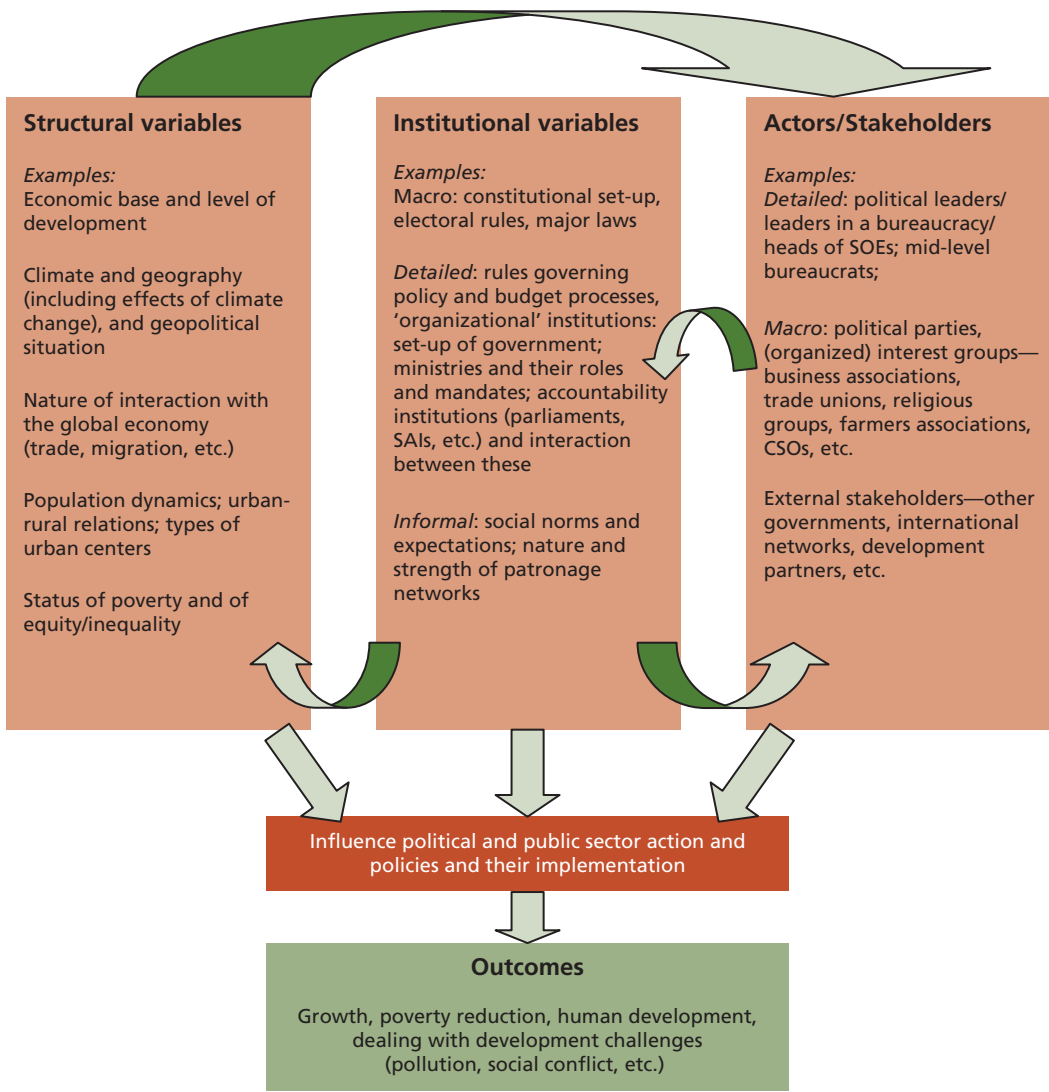 Structural variables
Examples:
Economic base and level of
development
Climate and geography
(including effects of climate
change), and geopolitical
situation
Nature of interaction with
the global economy
(trade, migration, etc.)
Population dynamics; urban-
rural relations; types of
urban centers
Status of poverty and of
equity/inequality
Institutional variables
Examples:
Macro: constitutional set-up,
electoral rules, major laws
Detailed: rules governing
policy and budget processes,
‘organizational’ institutions:
set-up of government;
ministries and their roles
and mandates; accountability
institutions (parliaments,
SAIs, etc.) and interaction
between these
Informal: social norms and
expectations; nature and
strength of patronage
networks
Actors/Stakeholders
Examples:
Detailed: political leaders/
leaders in a bureaucracy/
heads of SOEs; mid-level
bureaucrats;
Macro: political parties,
(organized) interest groups—
business associations,
trade unions, religious
groups, farmers associations,
CSOs, etc.
External stakeholders—other
governments, international
networks, development
partners, etc.
Influence political and public sector action and
policies and their implementation
Outcomes
Growth, poverty reduction, human development,
dealing with development challenges
(pollution, social conflict, etc.)